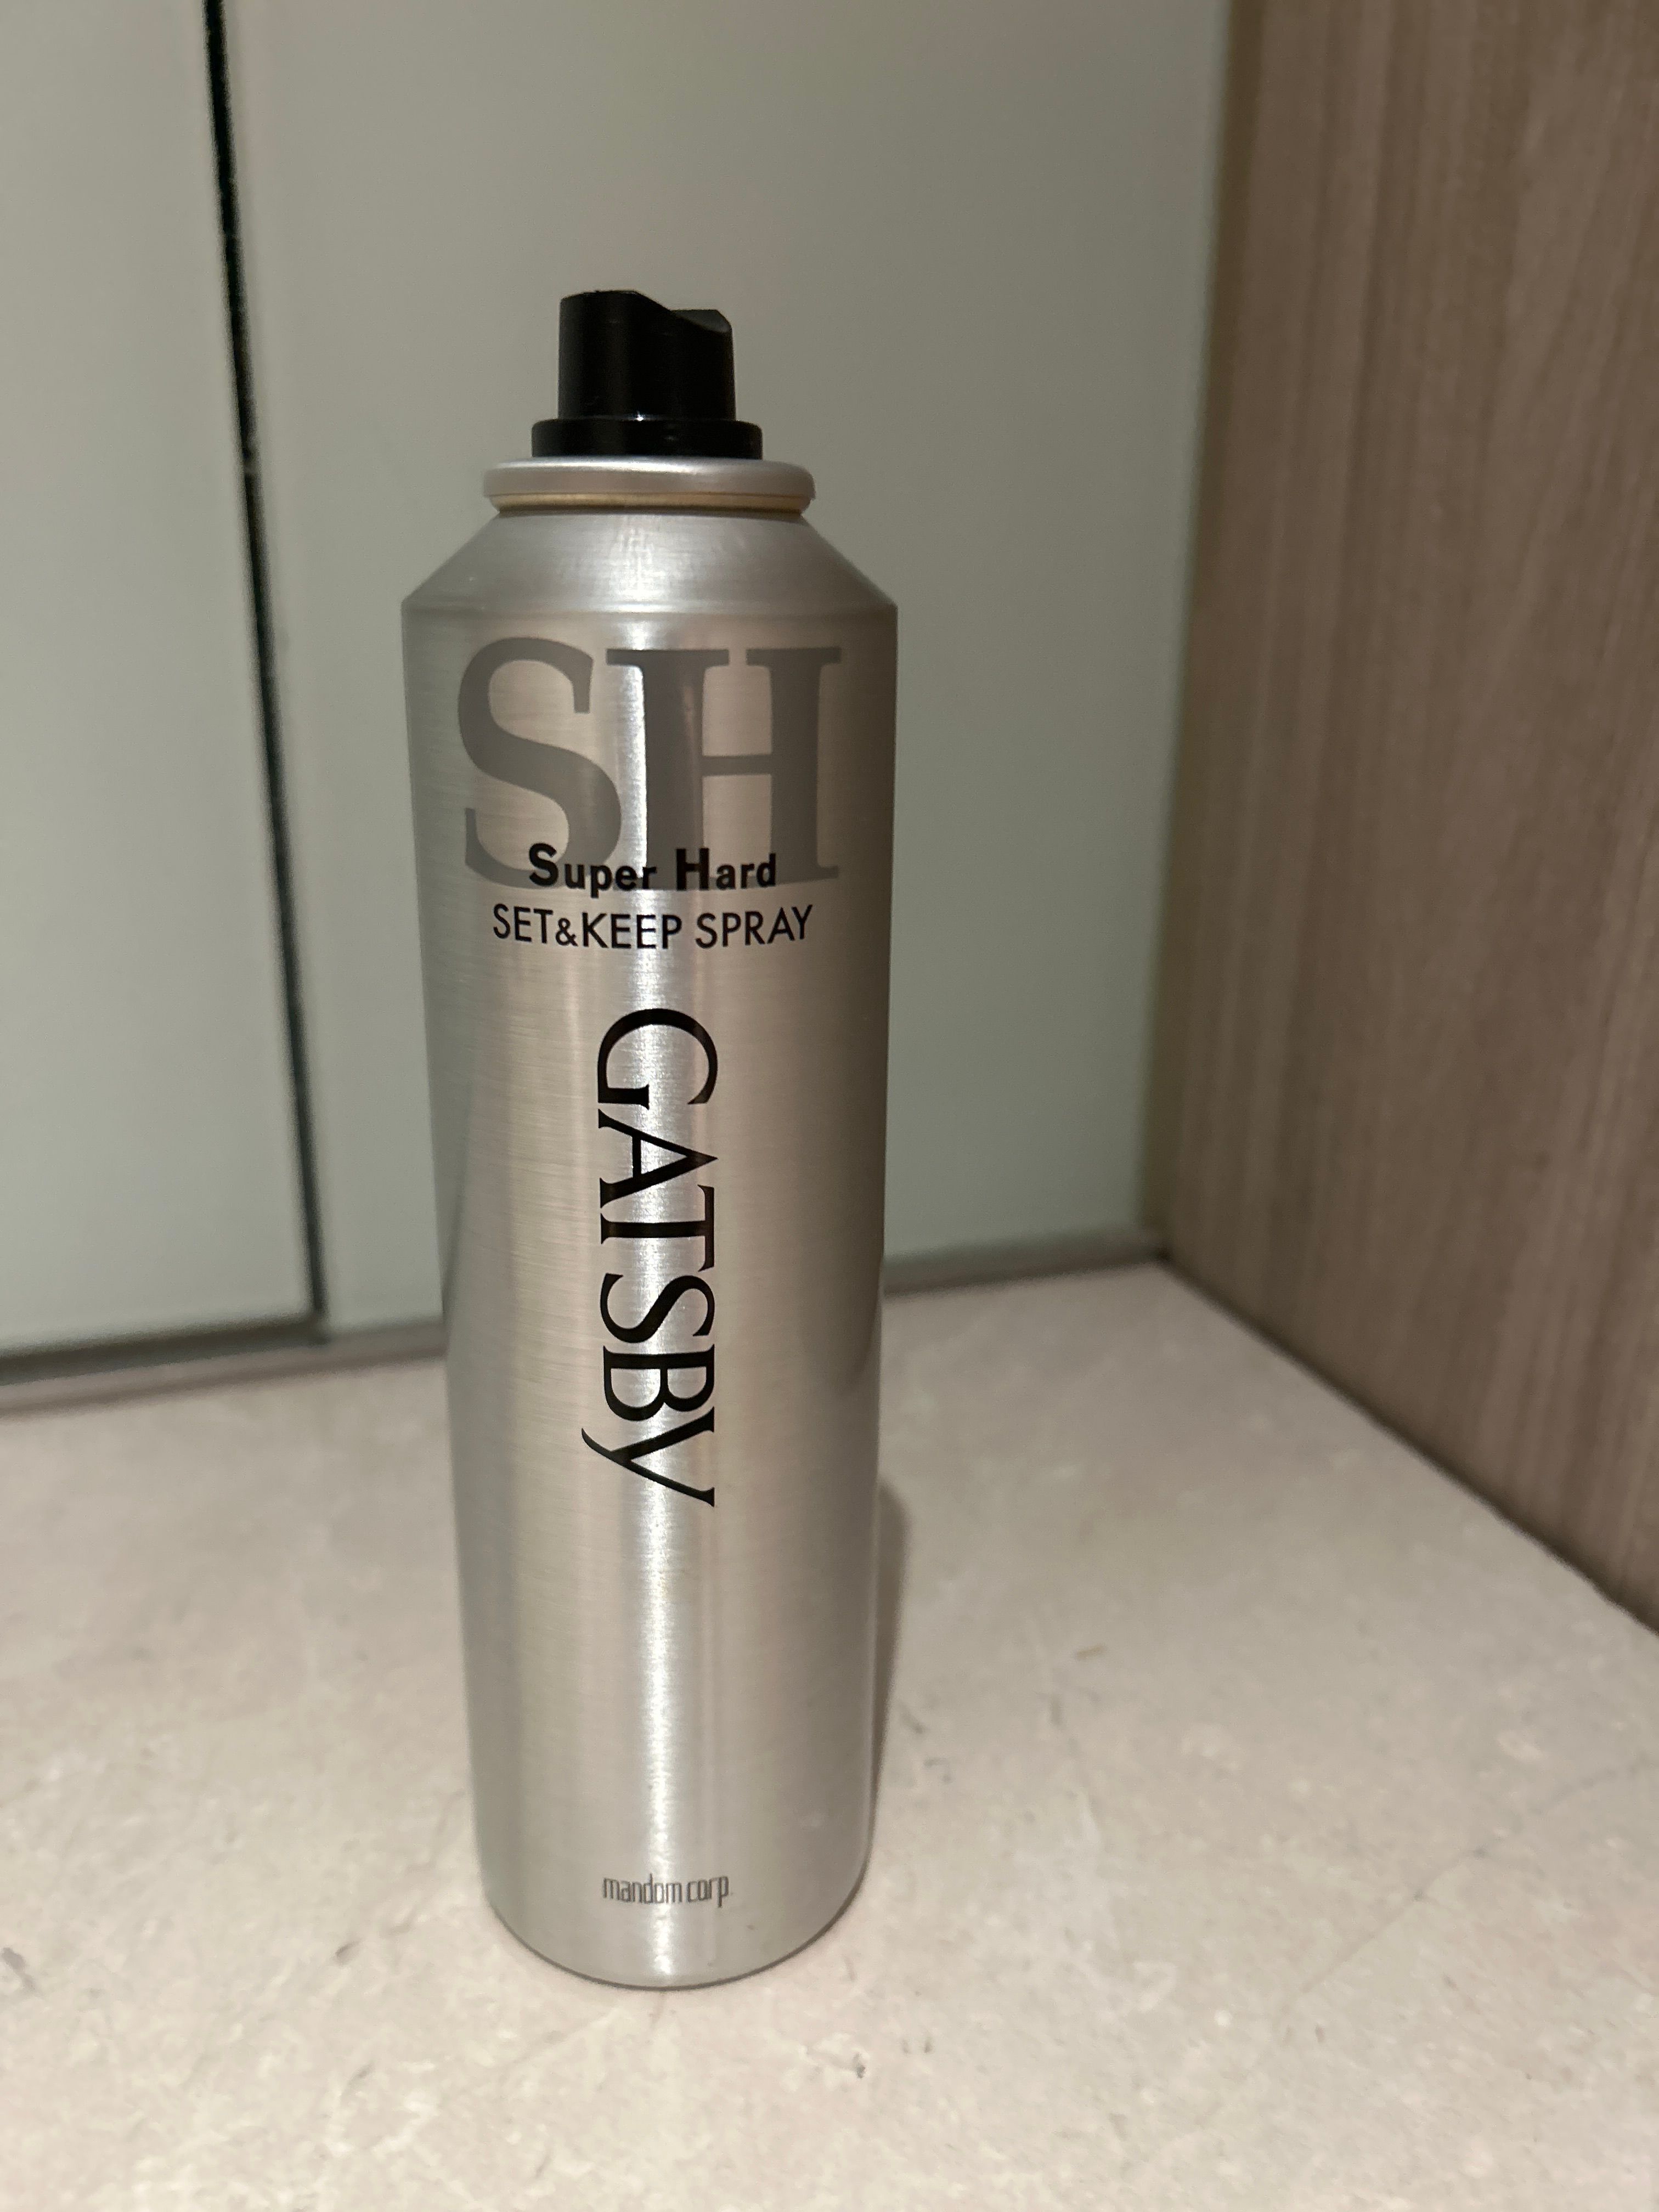 SH
Super Hard
SET&KEEP SPRAY
GATSBY
mandom corp.